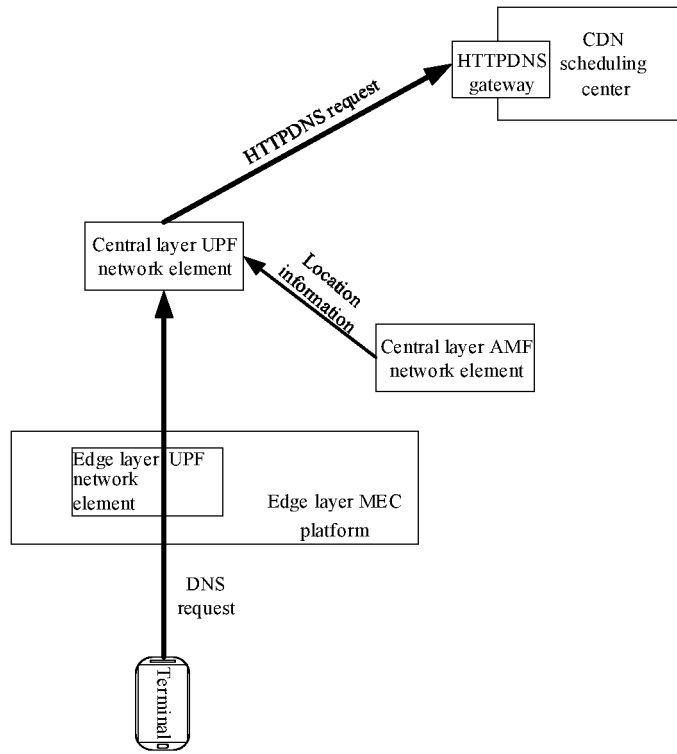 HTTPDNS
gateway
CDN
scheduling
center
HTTPDNS request
Central layer UPF
network element
Location
information
Central layer AMF
network element
Edge layer UPF
network
element
Edge layer MEC
platform
DNS
request
Terminal